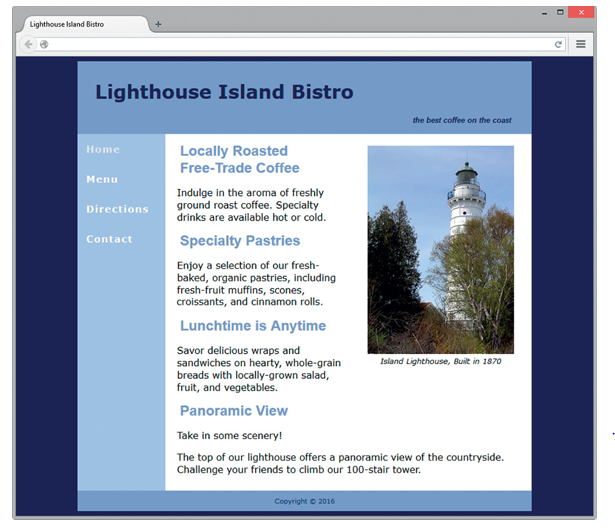 Lighthouse Island Bistro
Lighthouse Island Bistro
the best coffee on the coast
Home
Menu
Directions
Contact
Locally Roasted
Free-Trade Coffee
Indulge in the aroma of freshly
ground roast coffee. Specialty
drinks are available hot or cold.
Specialty Pastries
Enjoy a selection of our fresh-
baked, organic pastries, including
fresh-fruit muffins, scones,
croissants, and cinnamon rolls.
Lunchtime is Anytime
Savor delicious wraps and
sandwiches on hearty, whole-grain
breads with locally-grown salad,
fruit, and vegetables.
Panoramic View
Take in some scenery!
The top of our lighthouse offers a panoramic view of the countryside.
Challenge your friends to climb our 100-stair tower.
Island Lighthouse, Built in 1870
Copyright © 2016